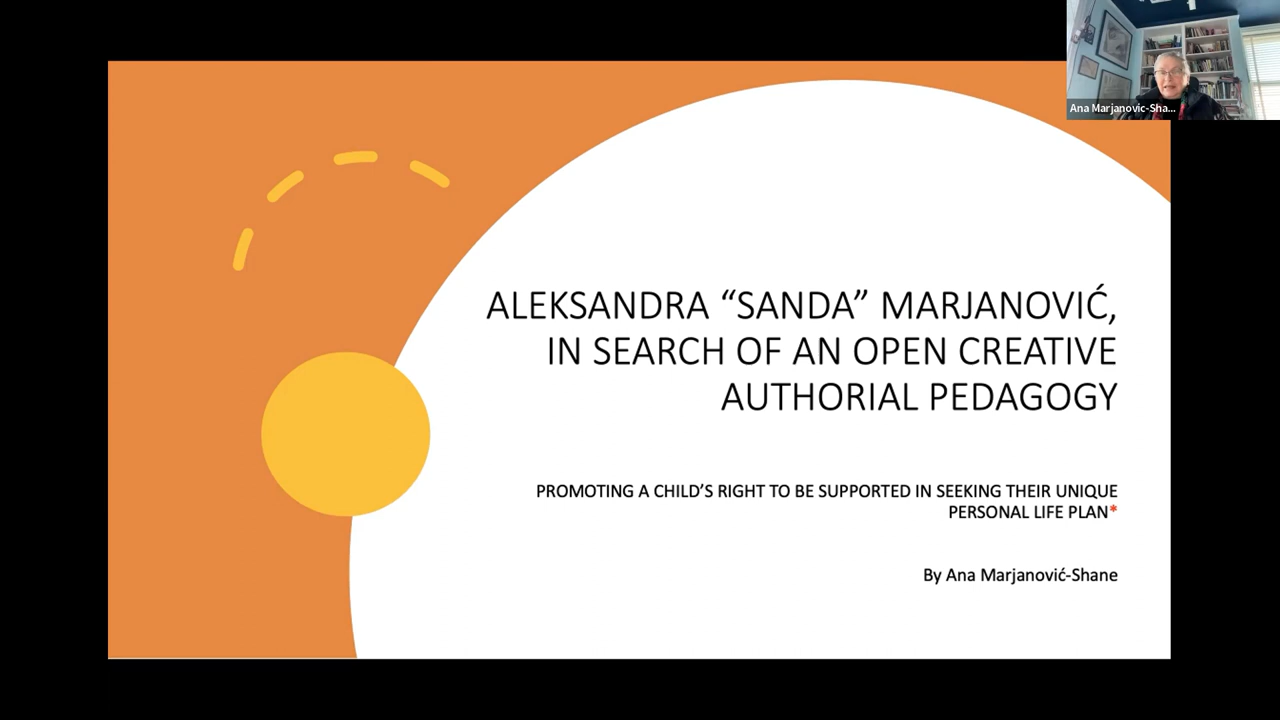 Ana Marjanovic-Sha...
ALEKSANDRA “SANDA” MARJANOVIĆ,
IN SEARCH OF AN OPEN CREATIVE
AUTHORIAL PEDAGOGY
PROMOTING A CHILD’S RIGHT TO BE SUPPORTED IN SEEKING THEIR UNIQUE
PERSONAL LIFE PLAN*
By Ana Marjanović-Shane